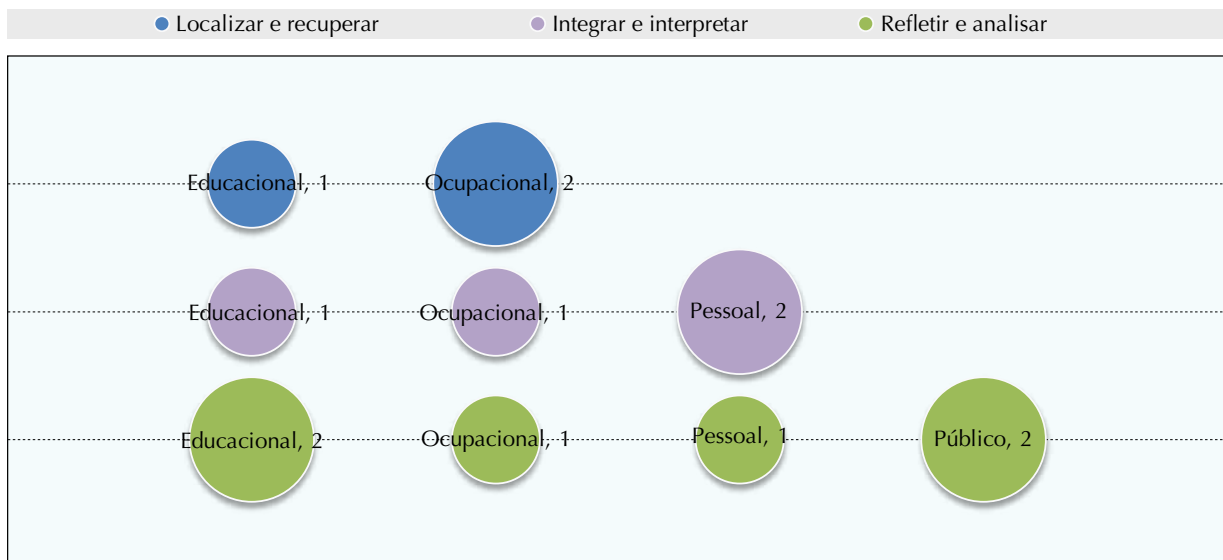 Localizar e recuperar Integrar e interpretar Refletir e analisar
Educacional, 1 Ocupacional, 2
Educacional, 1 Ocupacional, 1 Pessoal, 2
Educacional, 2 Ocupacional, 1 Pessoal, 1 Público, 2